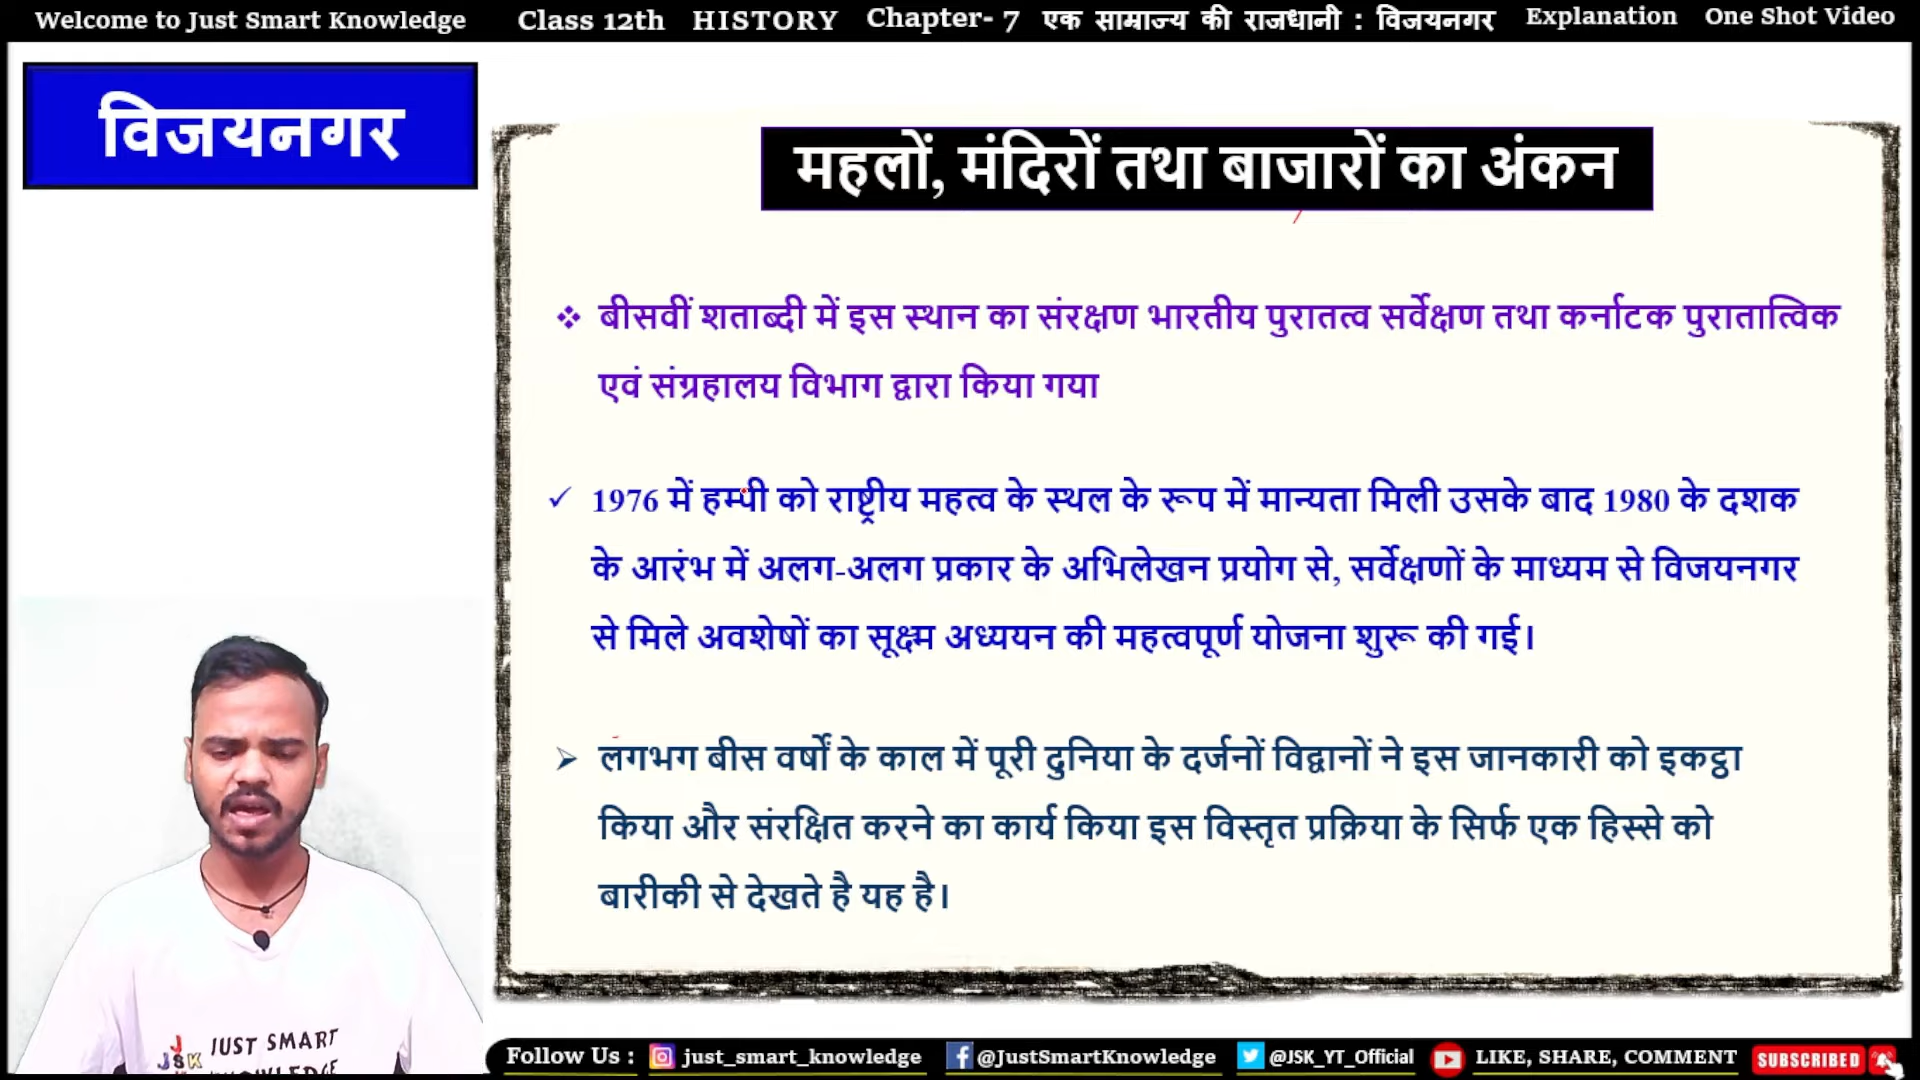 Welcome to Just Smart Knowledge Class 12th HISTORY Chapter- 7 एक साम्राज्य की राजधानी : विजयनगर Explanation One Shot Video
विजयनगर
महलों, मंदिरों तथा बाजारों का अंकन
❖ बीसवीं शताब्दी में इस स्थान का संरक्षण भारतीय पुरातत्व सर्वेक्षण तथा कर्नाटक पुरातात्विक
एवं संग्रहालय विभाग द्वारा किया गया
✓ 1976 में हम्पी को राष्ट्रीय महत्व के स्थल के रूप में मान्यता मिली उसके बाद 1980 के दशक
के आरंभ में अलग-अलग प्रकार के अभिलेखन प्रयोग से, सर्वेक्षणों के माध्यम से विजयनगर
से मिले अवशेषों का सूक्ष्म अध्ययन की महत्वपूर्ण योजना शुरू की गई।
➢ लगभग बीस वर्षों के काल में पूरी दुनिया के दर्जनों विद्वानों ने इस जानकारी को इकट्ठा
किया और संरक्षित करने का कार्य किया इस विस्तृत प्रक्रिया के सिर्फ एक हिस्से को
बारीकी से देखते है यह है।
JSK JUST SMART
KNOWLEDGE
Follow Us : just_smart_knowledge @JustSmartKnowledge @JSK_YT_Official LIKE, SHARE, COMMENT SUBSCRIBED